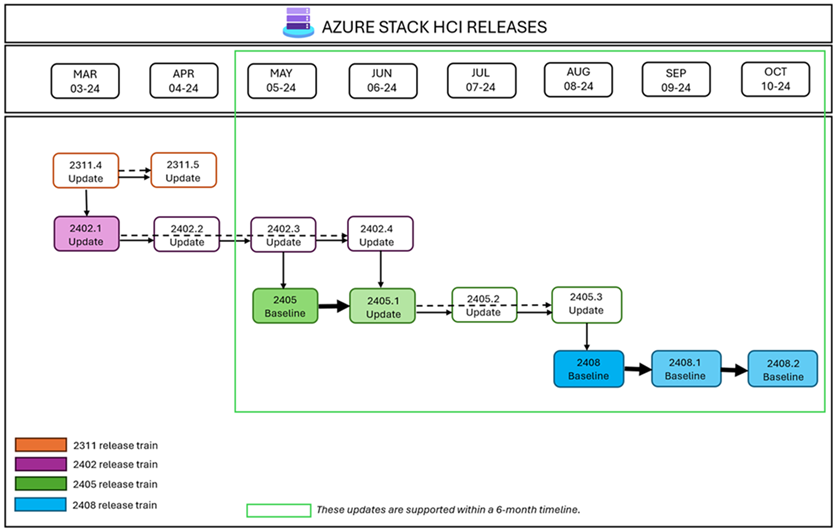 AZURE STACK HCI RELEASES
MAR
03-24
APR
04-24
MAY
05-24
JUN
06-24
JUL
07-24
AUG
08-24
SEP
09-24
OCT
10-24
2311.4
Update
2311.5
Update
2402.1
Update
2402.2
Update
2402.3
Update
2402.4
Update
2405
Baseline
2405.1
Update
2405.2
Update
2405.3
Update
2408
Baseline
2408.1
Baseline
2408.2
Baseline
2311 release train
2402 release train
2405 release train
2408 release train
These updates are supported within a 6-month timeline.